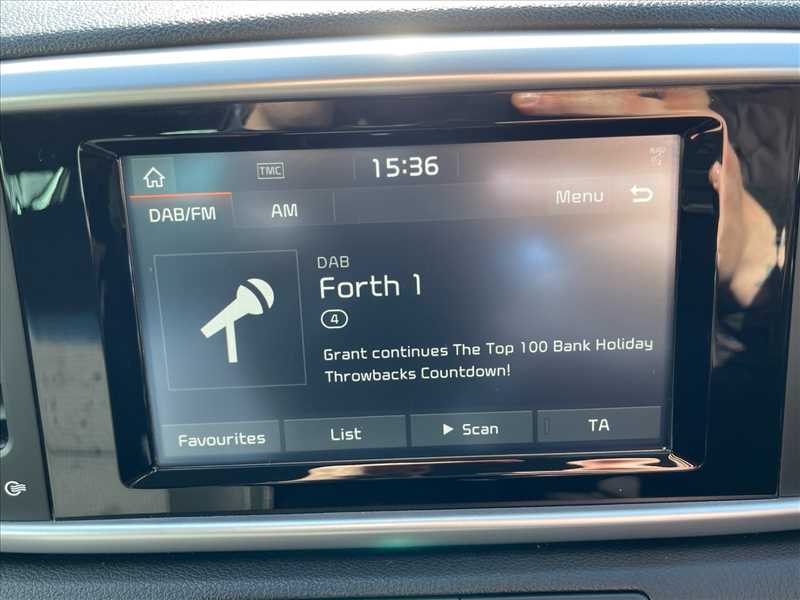 TMC
15:36
DAB/FM
AM
Menu
DAB
Forth 1
4
Grant continues The Top 100 Bank Holiday
Throwbacks Countdown!
Favourites
List
Scan
TA